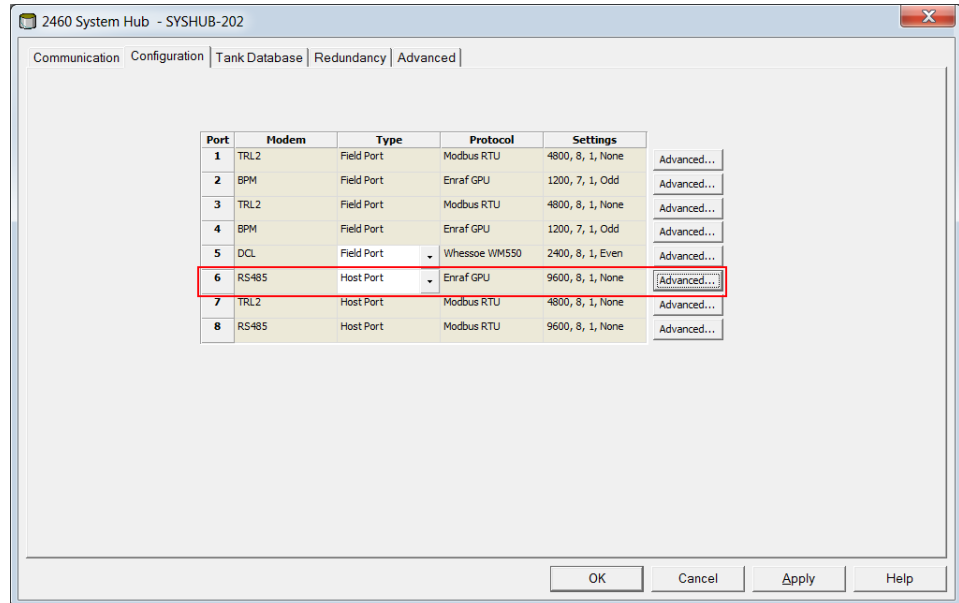 2460 System Hub - SYSHUB-202
Communication Configuration Tank Database Redundancy Advanced
Port Modem Type Protocol Settings
1 TRL2 Field Port Modbus RTU 4800, 8, 1, None Advanced...
2 BPM Field Port Enraf GPU 1200, 7, 1, Odd Advanced...
3 TRL2 Field Port Modbus RTU 4800, 8, 1, None Advanced...
4 BPM Field Port Enraf GPU 1200, 7, 1, Odd Advanced...
5 DCL Field Port Whessoe WM550 2400, 8, 1, Even Advanced...
6 RS485 Host Port Enraf GPU 9600, 8, 1, None Advanced...
7 TRL2 Host Port Modbus RTU 4800, 8, 1, None Advanced...
8 RS485 Host Port Modbus RTU 9600, 8, 1, None Advanced...
OK Cancel Apply Help